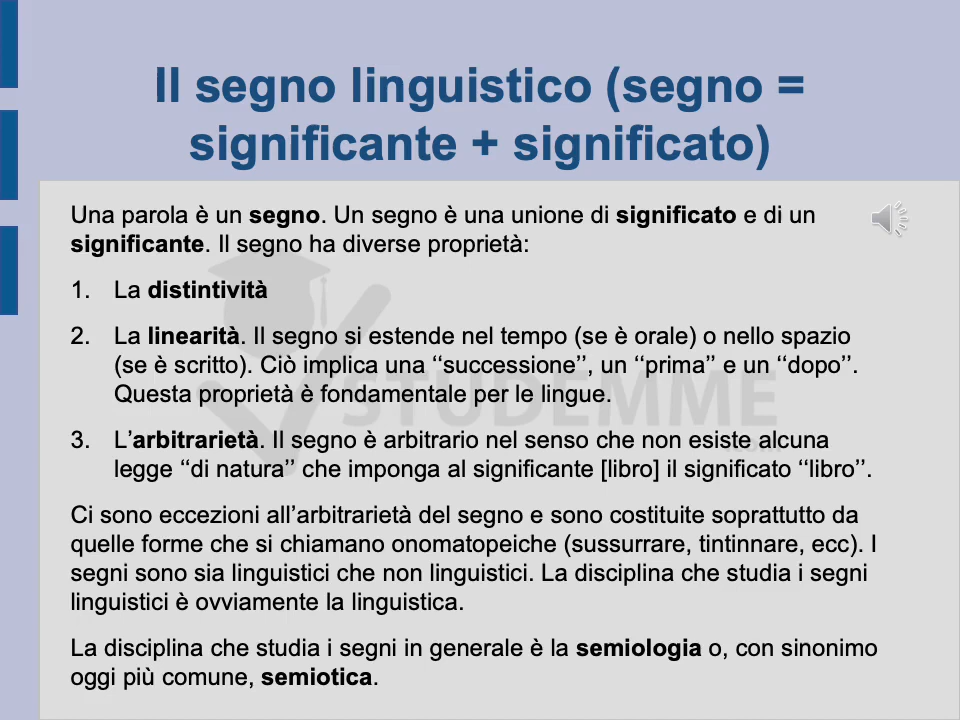 Il segno linguistico (segno =
significante + significato)
Una parola è un segno. Un segno è una unione di significato e di un
significante. Il segno ha diverse proprietà:
1. La distintività
2. La linearità. Il segno si estende nel tempo (se è orale) o nello spazio
(se è scritto). Ciò implica una ‘‘successione’’, un ‘‘prima’’ e un ‘‘dopo’’.
Questa proprietà è fondamentale per le lingue.
STUDEMME
.com
3. L’arbitrarietà. Il segno è arbitrario nel senso che non esiste alcuna
legge ‘‘di natura’’ che imponga al significante [libro] il significato ‘‘libro’’.
Ci sono eccezioni all’arbitrarietà del segno e sono costituite soprattutto da
quelle forme che si chiamano onomatopeiche (sussurrare, tintinnare, ecc). I
segni sono sia linguistici che non linguistici. La disciplina che studia i segni
linguistici è ovviamente la linguistica.
La disciplina che studia i segni in generale è la semiologia o, con sinonimo
oggi più comune, semiotica.